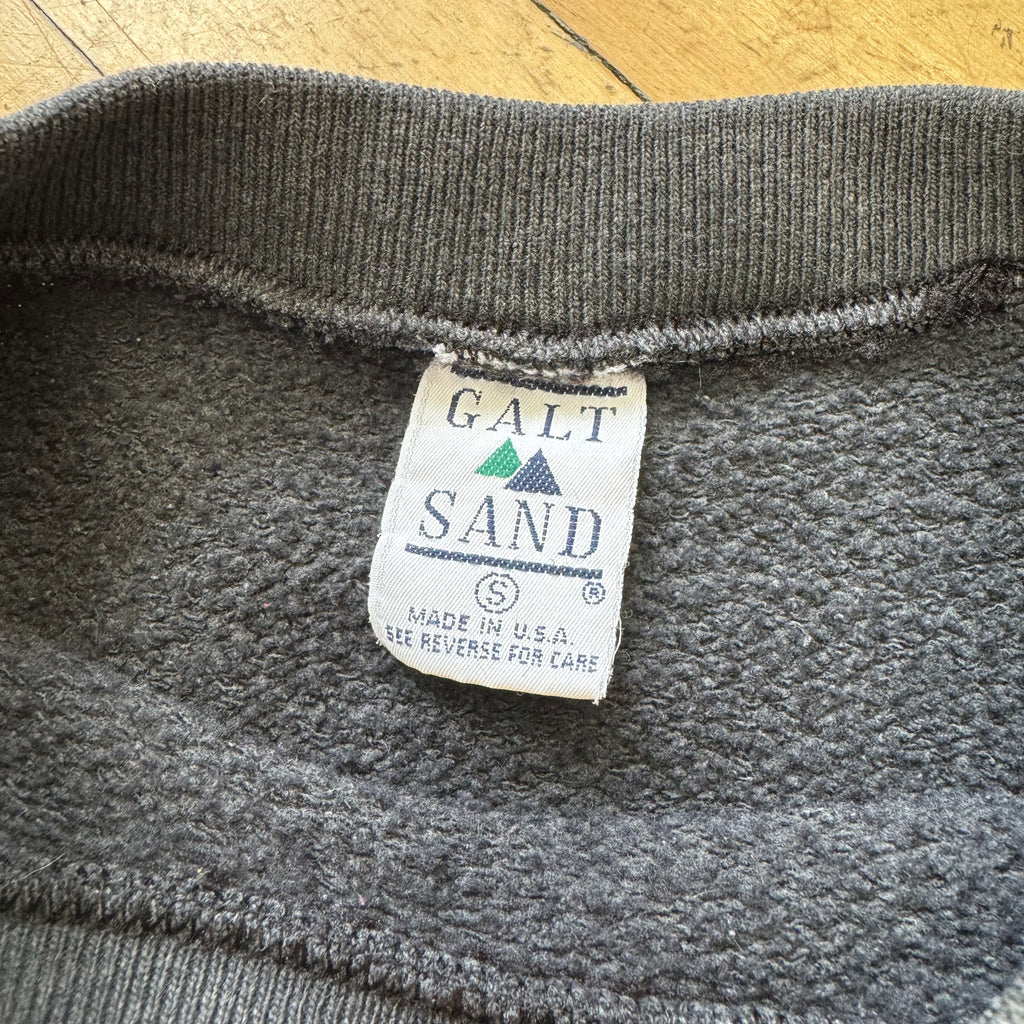 GALT
SAND
S ®
MADE IN U.S.A.
SEE REVERSE FOR CARE